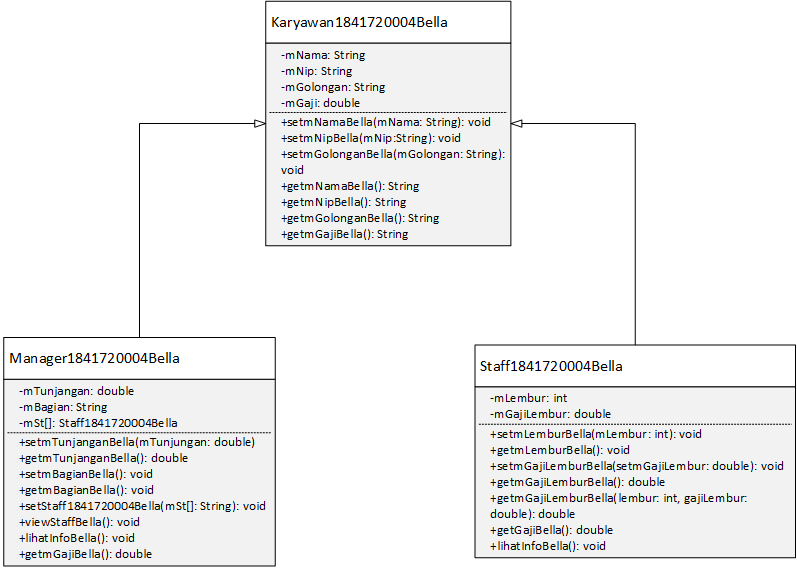 Karyawan1841720004Bella
-mNama: String
-mNip: String
-mGolongan: String
-mGaji: double
+setmNamaBella(mNama: String): void
+setmNipBella(mNip:String): void
+setmGolonganBella(mGolongan: String):
void
+getmNamaBella(): String
+getmNipBella(): String
+getmGolonganBella(): String
+getmGajiBella(): String
Manager1841720004Bella
-mTunjangan: double
-mBagian: String
-mSt[]: Staff1841720004Bella
+setmTunjanganBella(mTunjungan: double)
+getmTunjanganBella(): double
+setmBagianBella(): void
+getmBagianBella(): void
+setStaff1841720004Bella(mSt[]: String): void
+viewStaffBella(): void
+lihatInfoBella(): void
+getmGajiBella(): double
Staff1841720004Bella
-mLembur: int
-mGajiLembur: double
+setmLemburBella(mLembur: int): void
+getmLemburBella(): void
+setmGajiLemburBella(setmGajiLembur: double): void
+getmGajiLemburBella(): double
+getmGajiLemburBella(lembur: int, gajiLembur:
double): double
+getGajiBella(): double
+lihatInfoBella(): void